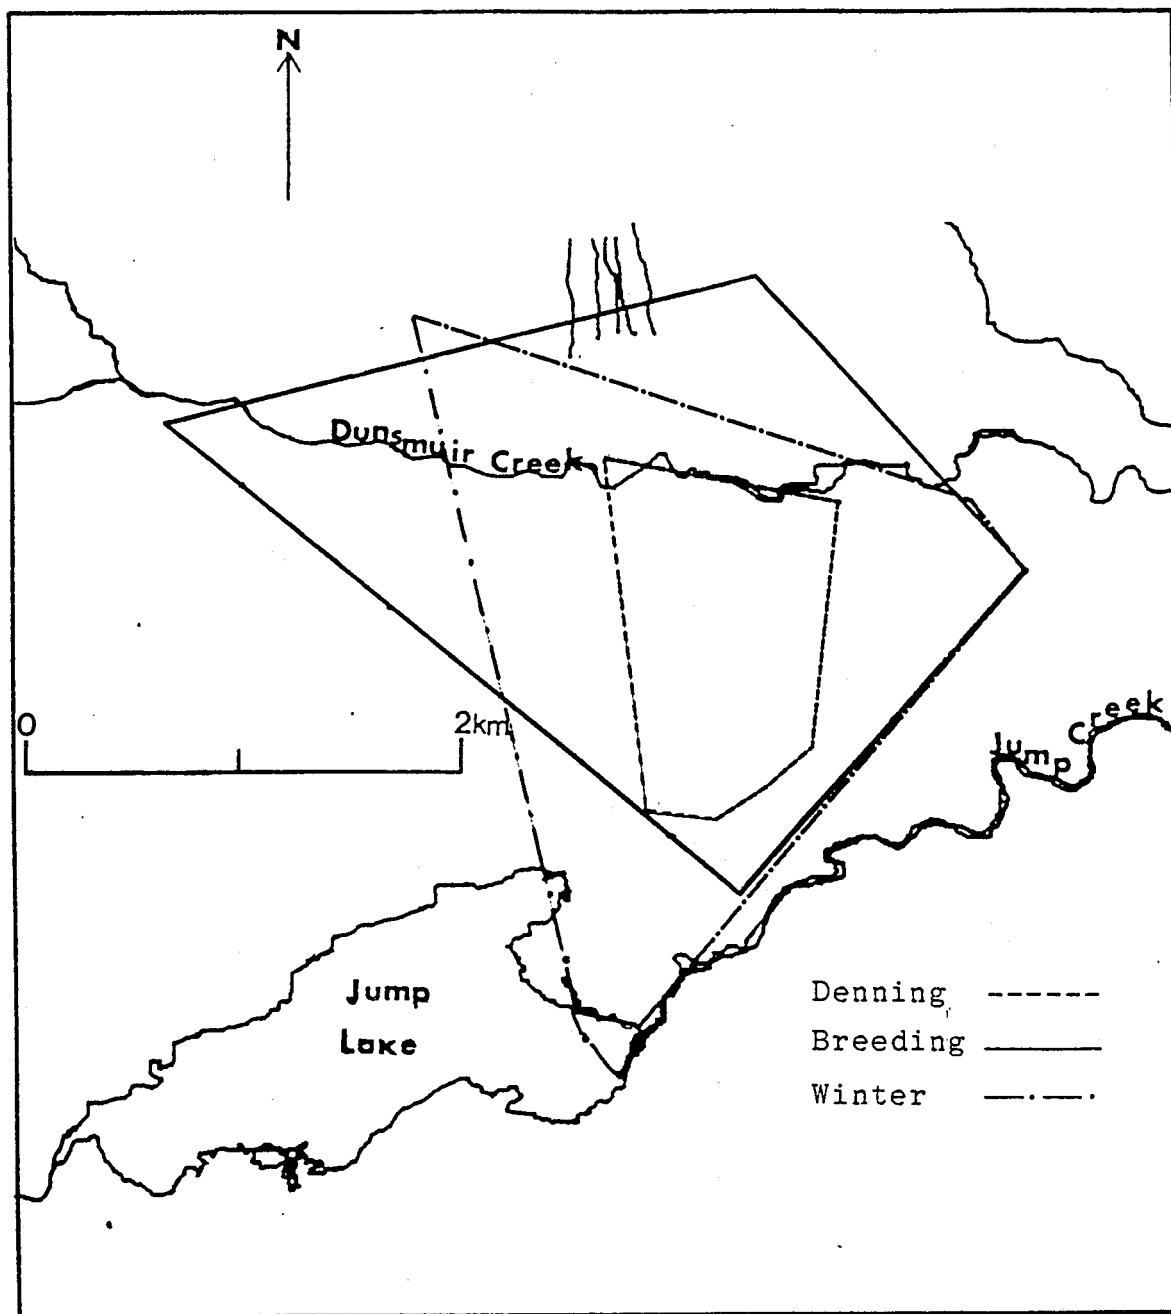 N
Dunsmuir Creek
0 2km
Jump Creek
Jump
Lake
Denning
Breeding
Winter